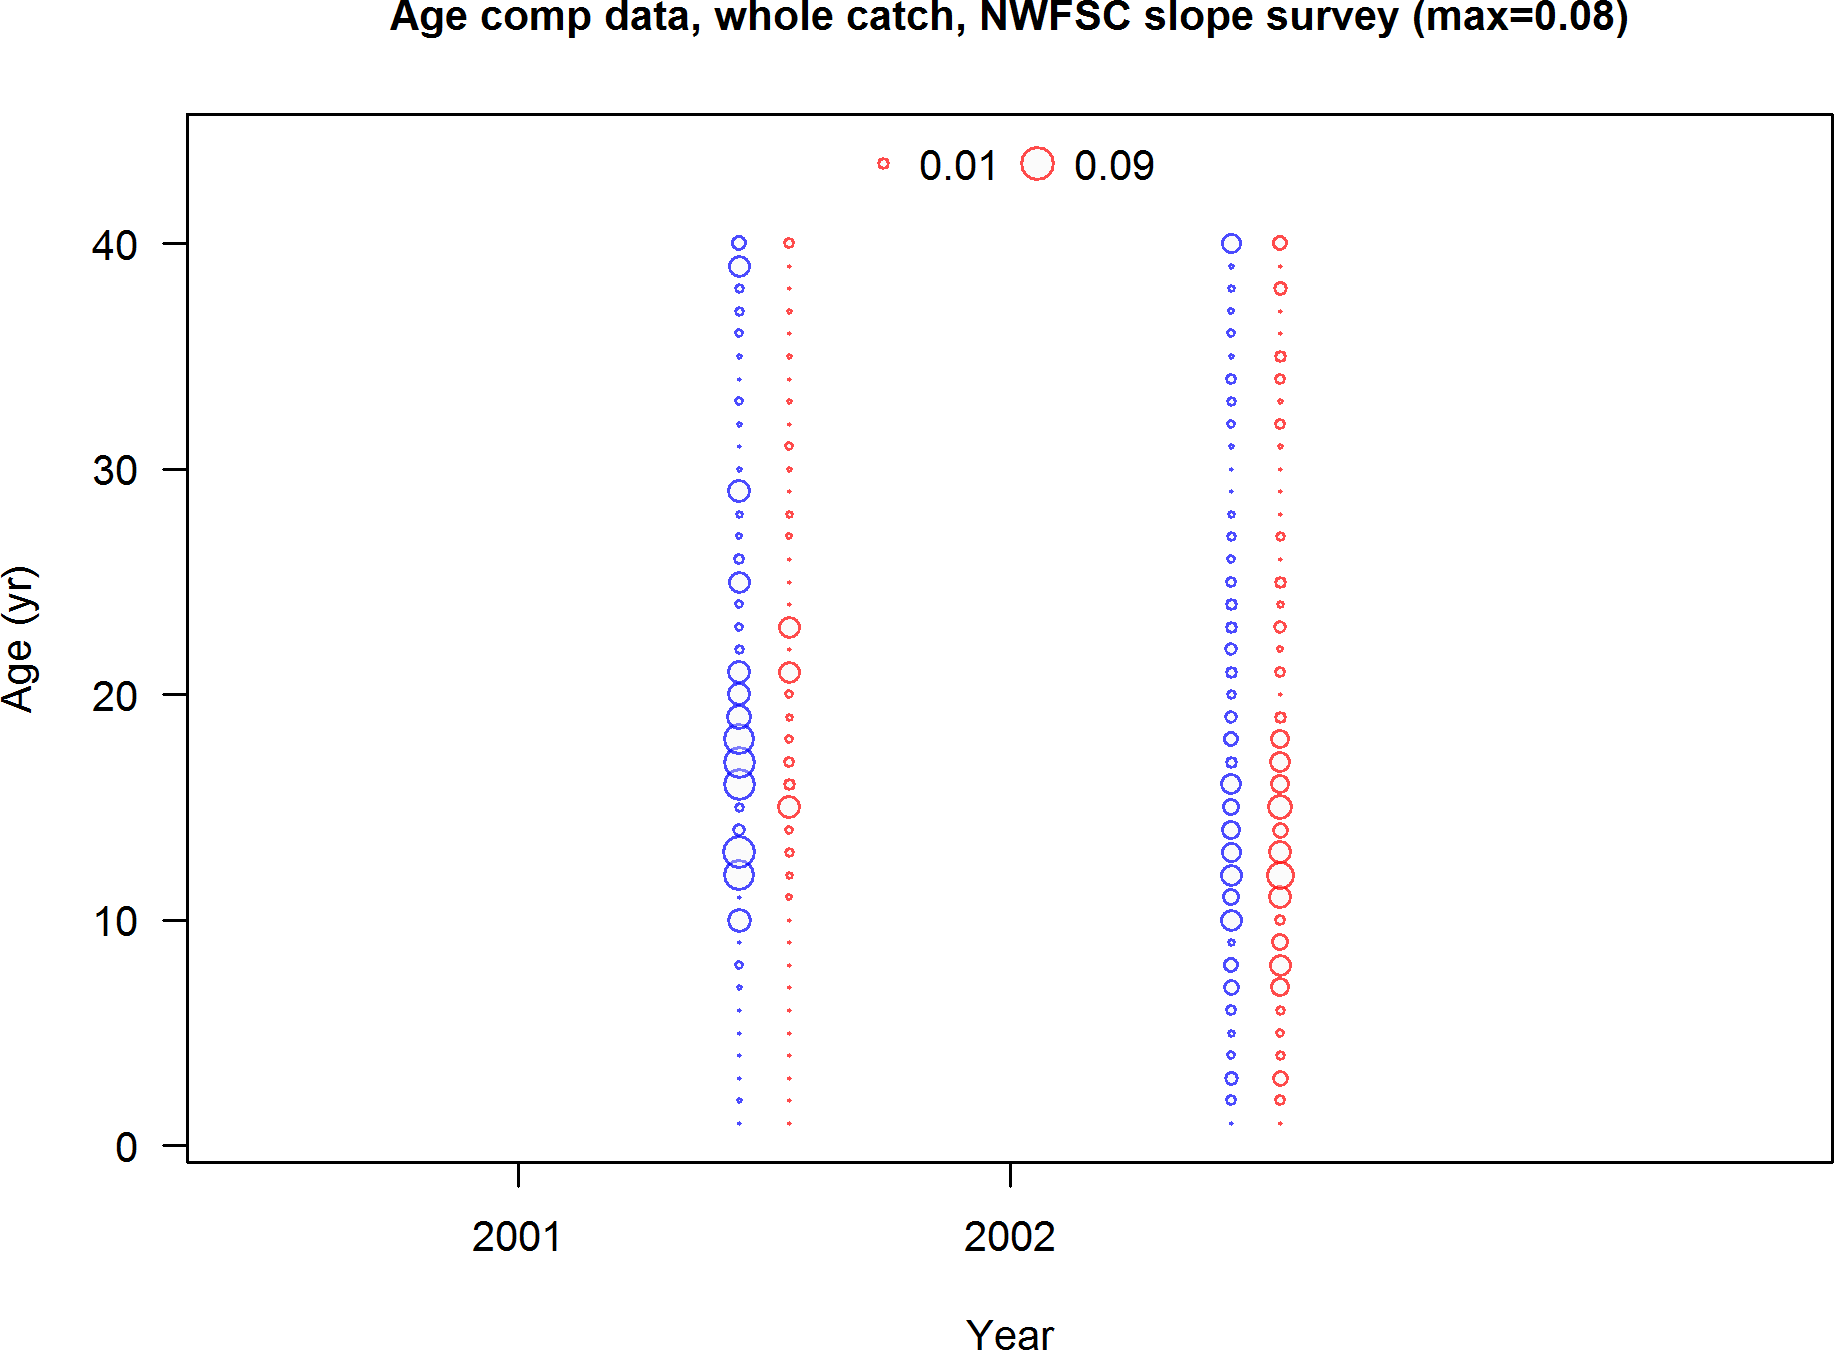 Age comp data, whole catch, NWFSC slope survey (max=0.08)
0.01 0.09
40
30
20
10
0
Age (yr)
2001 2002
Year